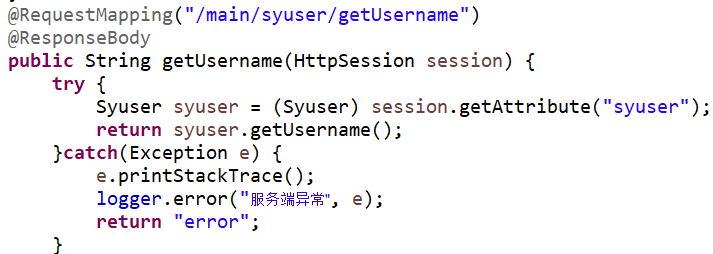 @RequestMapping("/main/syuser/getUsername")
@ResponseBody
public String getUsername(HttpSession session) {
    try {
        Syuser syuser = (Syuser) session.getAttribute("syuser");
        return syuser.getUsername();
    }catch(Exception e) {
        e.printStackTrace();
        logger.error("服务端异常", e);
        return "error";
    }